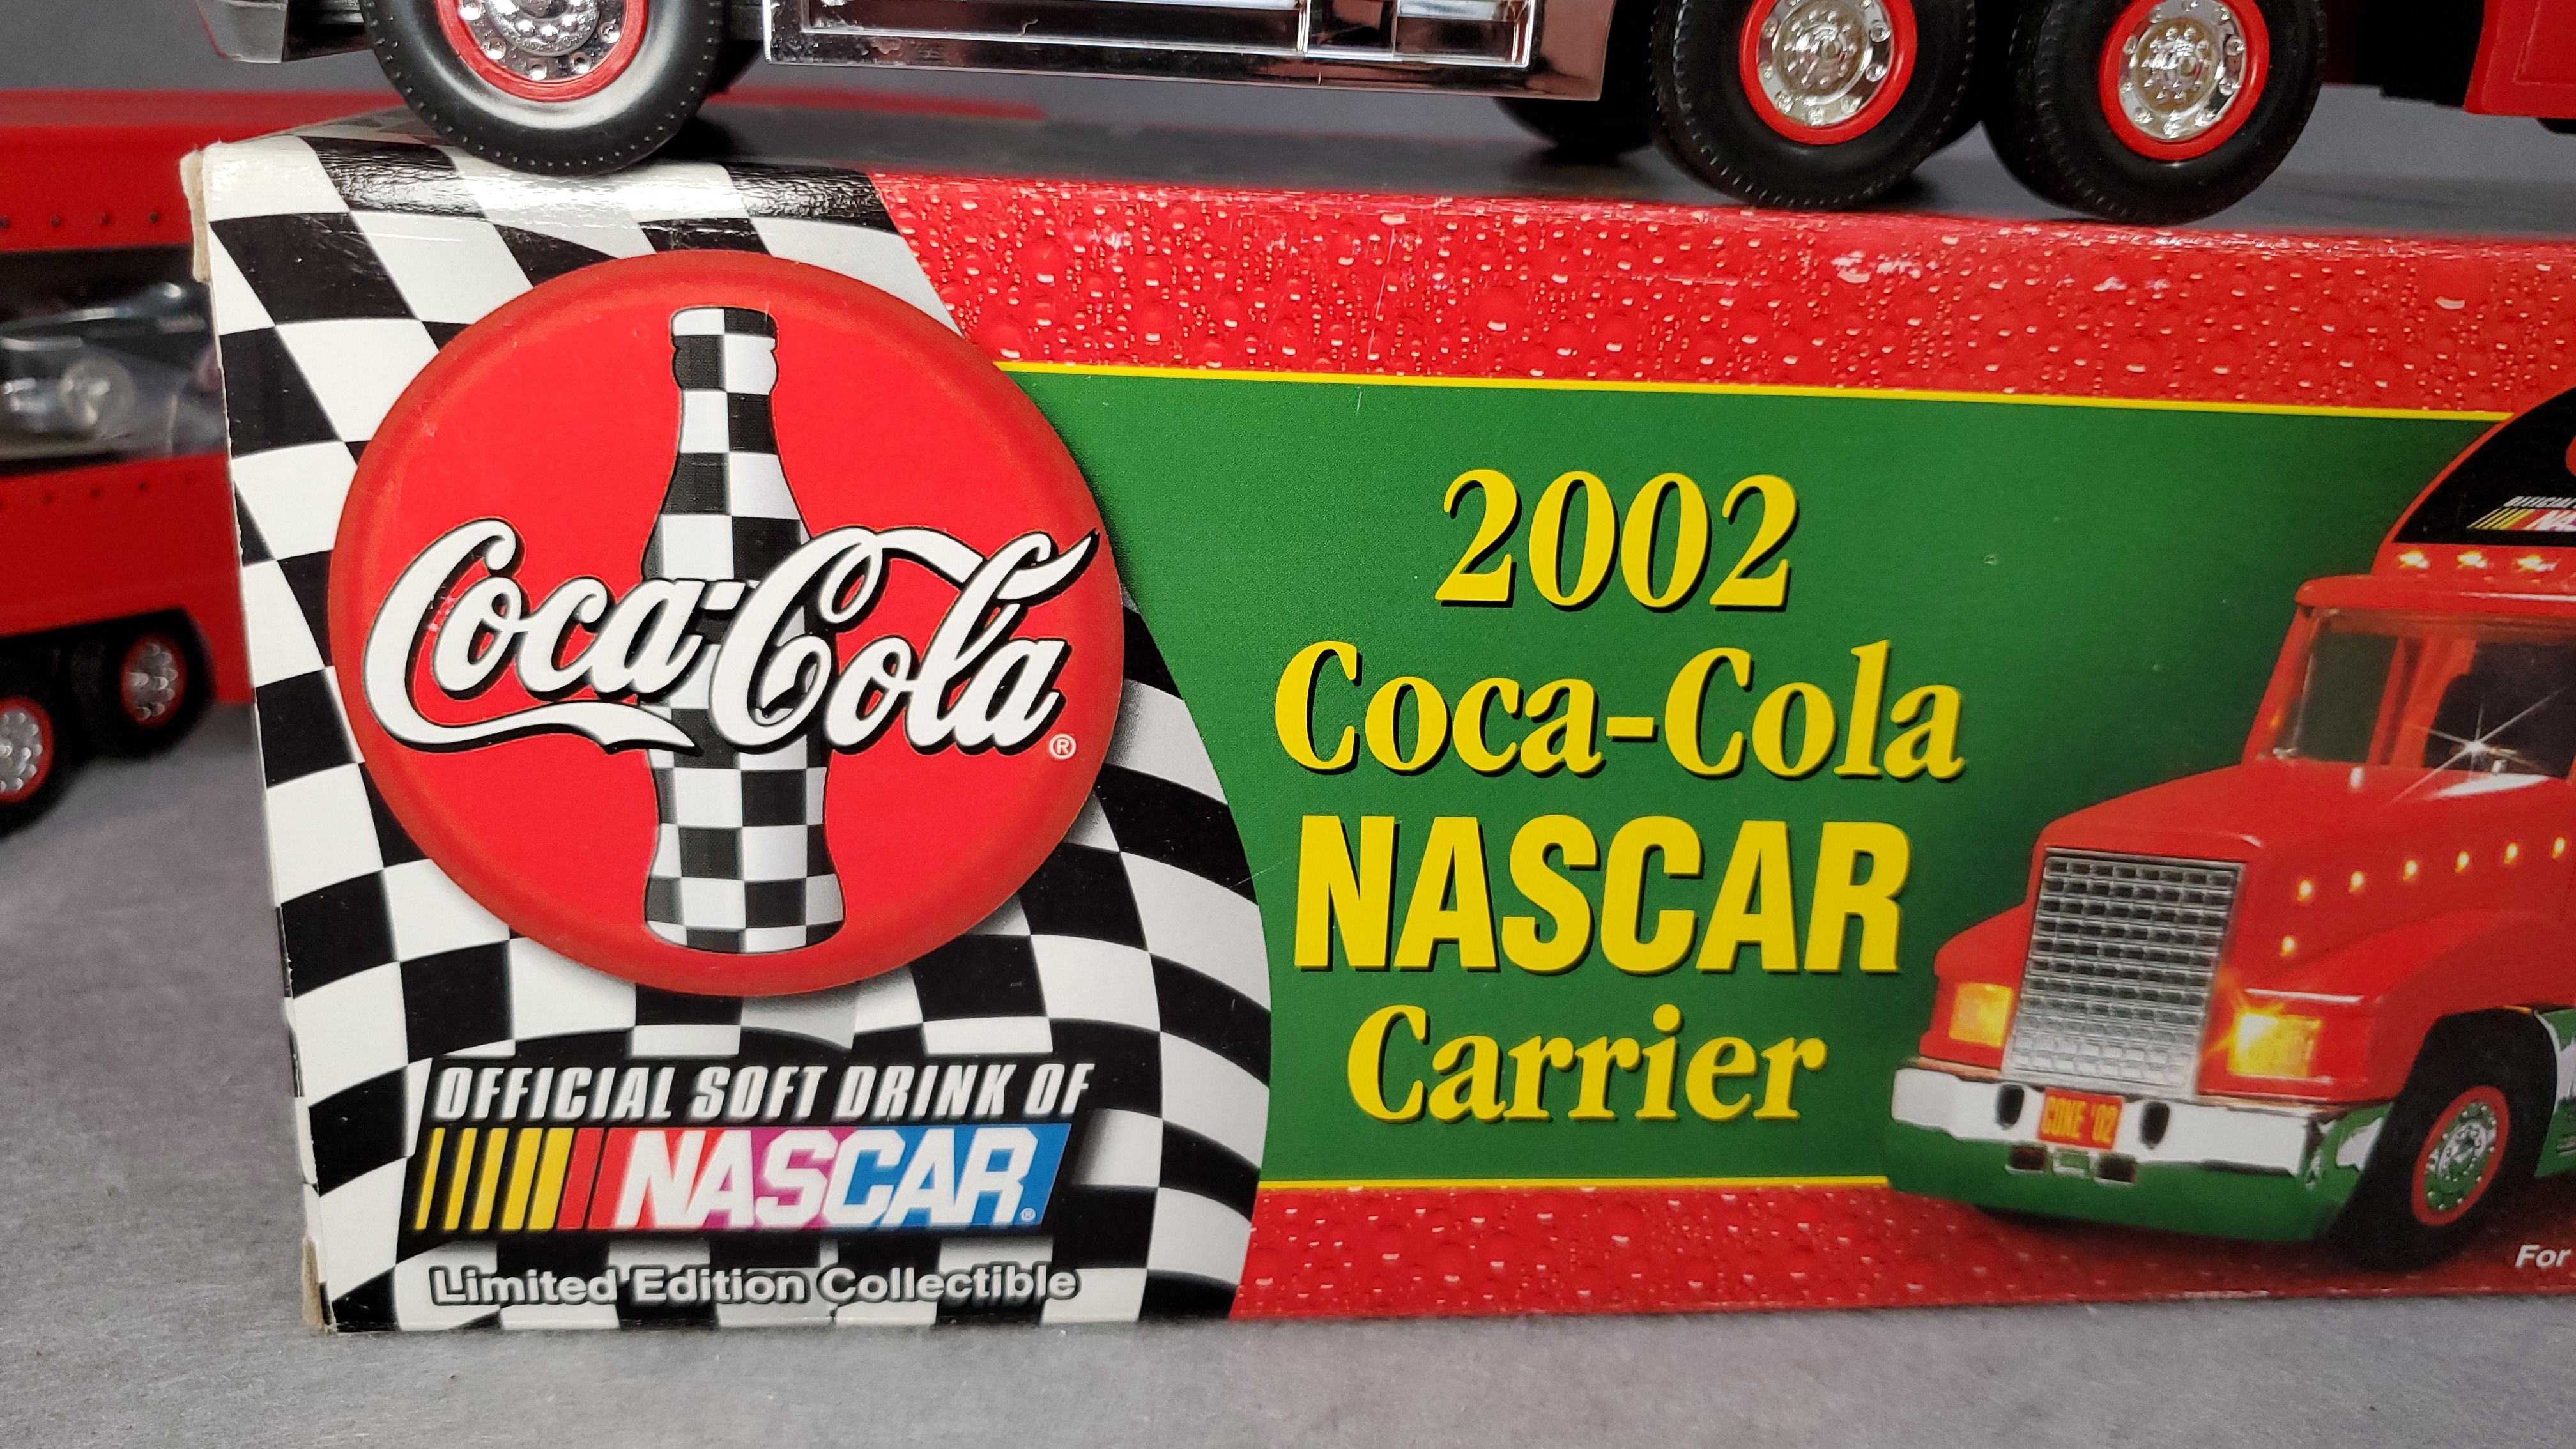 Coca-Cola®
OFFICIAL SOFT DRINK OF
NASCAR®
Limited Edition Collectible
2002
Coca-Cola
NASCAR
Carrier
COKE '02
For